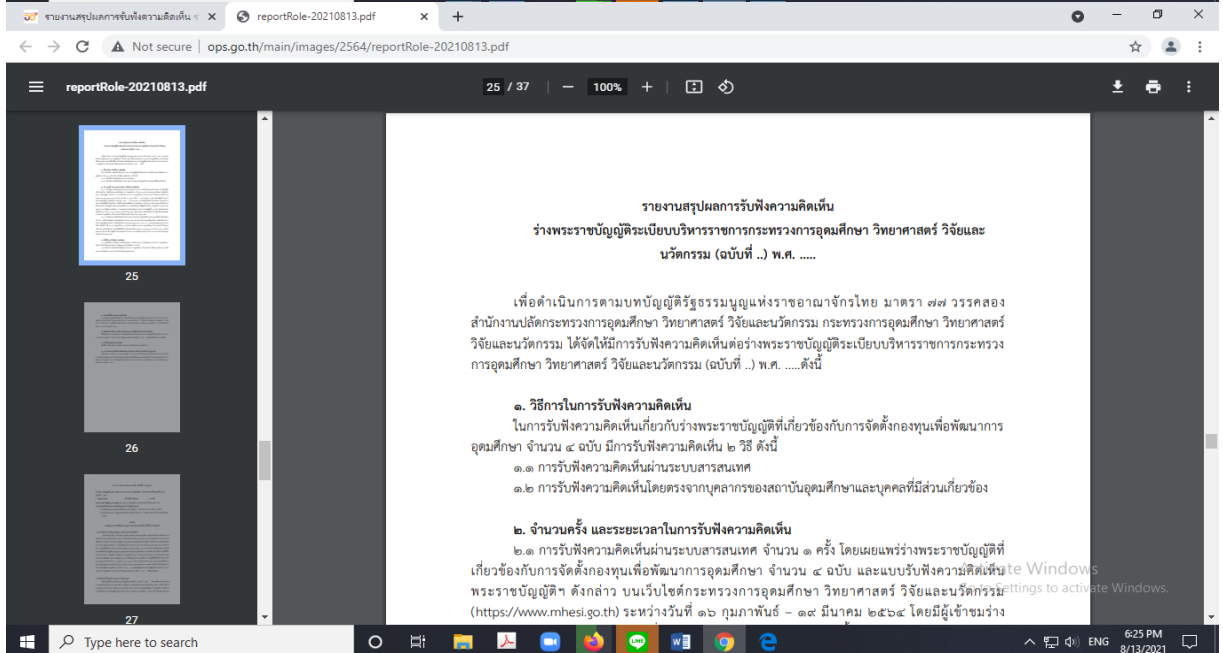 รายงานสรุปผลการรับฟังความคิดเห็น
reportRole-20210813.pdf
Not secure | ops.go.th/main/images/2564/reportRole-20210813.pdf
reportRole-20210813.pdf
25 / 37
100%
25
26
27
รายงานสรุปผลการรับฟังความคิดเห็น
ร่างพระราชบัญญัติระเบียบบริหารราชการกระทรวงการอุดมศึกษา วิทยาศาสตร์ วิจัยและ
นวัตกรรม (ฉบับที่ ..) พ.ศ. .....
เพื่อดำเนินการตามบทบัญญัติรัฐธรรมนูญแห่งราชอาณาจักรไทย มาตรา ๗๗ วรรคสอง
สำนักงานปลัดกระทรวงการอุดมศึกษา วิทยาศาสตร์ วิจัยและนวัตกรรม กระทรวงการอุดมศึกษา วิทยาศาสตร์
วิจัยและนวัตกรรม ได้จัดให้มีการรับฟังความคิดเห็นต่อร่างพระราชบัญญัติระเบียบบริหารราชการกระทรวง
การอุดมศึกษา วิทยาศาสตร์ วิจัยและนวัตกรรม (ฉบับที่ ..) พ.ศ. .....ดังนี้
๑. วิธีการในการรับฟังความคิดเห็น
ในการรับฟังความคิดเห็นเกี่ยวกับร่างพระราชบัญญัติที่เกี่ยวข้องกับการจัดตั้งกองทุนเพื่อพัฒนาการ
อุดมศึกษา จำนวน ๔ ฉบับ มีการรับฟังความคิดเห็น ๒ วิธี ดังนี้
๑.๑ การรับฟังความคิดเห็นผ่านระบบสารสนเทศ
๑.๒ การรับฟังความคิดเห็นโดยตรงจากบุคลากรของสถาบันอุดมศึกษาและบุคคลที่มีส่วนเกี่ยวข้อง
๒. จำนวนครั้ง และระยะเวลาในการรับฟังความคิดเห็น
๒.๑ การรับฟังความคิดเห็นผ่านระบบสารสนเทศ จำนวน ๑ ครั้ง โดยเผยแพร่ร่างพระราชบัญญัติที่
เกี่ยวข้องกับการจัดตั้งกองทุนเพื่อพัฒนาการอุดมศึกษา จำนวน ๔ ฉบับ และแบบรับฟังความคิดเห็น
พระราชบัญญัติฯ ดังกล่าว บนเว็บไซต์กระทรวงการอุดมศึกษา วิทยาศาสตร์ วิจัยและนวัตกรรม
(https://www.mhesi.go.th) ระหว่างวันที่ ๑๖ กุมภาพันธ์ – ๑๙ มีนาคม ๒๕๖๔ โดยมีผู้เข้าชมร่าง
Activate Windows
Go to Settings to activate Windows.
Type here to search
LINE
ENG
6:25 PM
8/13/2021